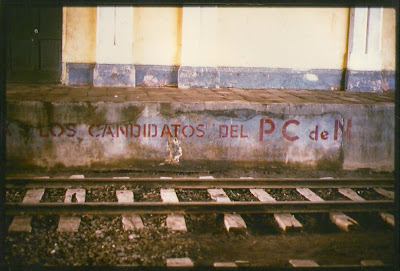 LOS CANDIDATOS DEL PC de N